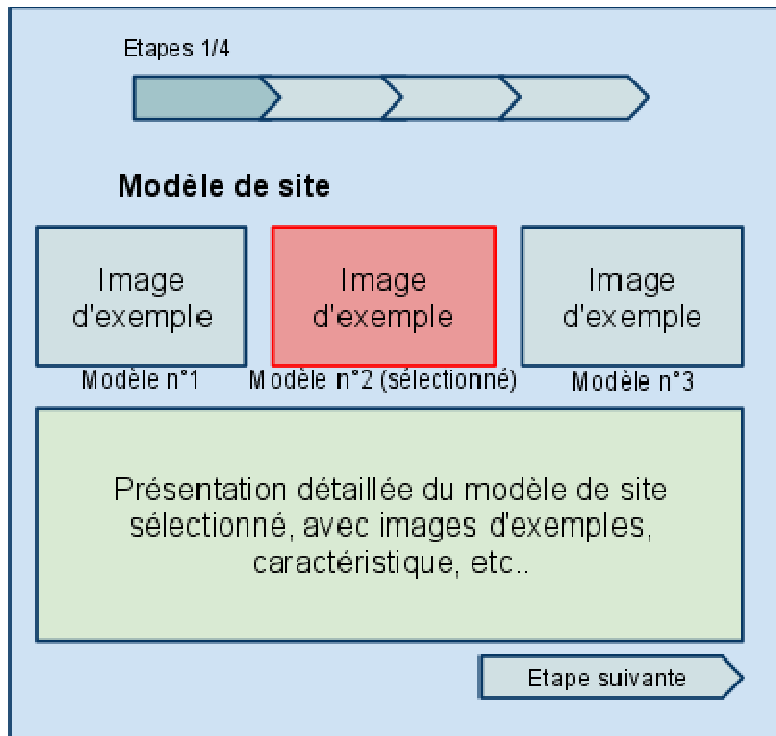 Etapes 1/4
Modèle de site
Image
d'exemple
Image
d'exemple
Image
d'exemple
Modèle n°1
Modèle n°2 (sélectionné)
Modèle n°3
Présentation détaillée du modèle de site
sélectionné, avec images d'exemples,
caractéristique, etc..
Etape suivante